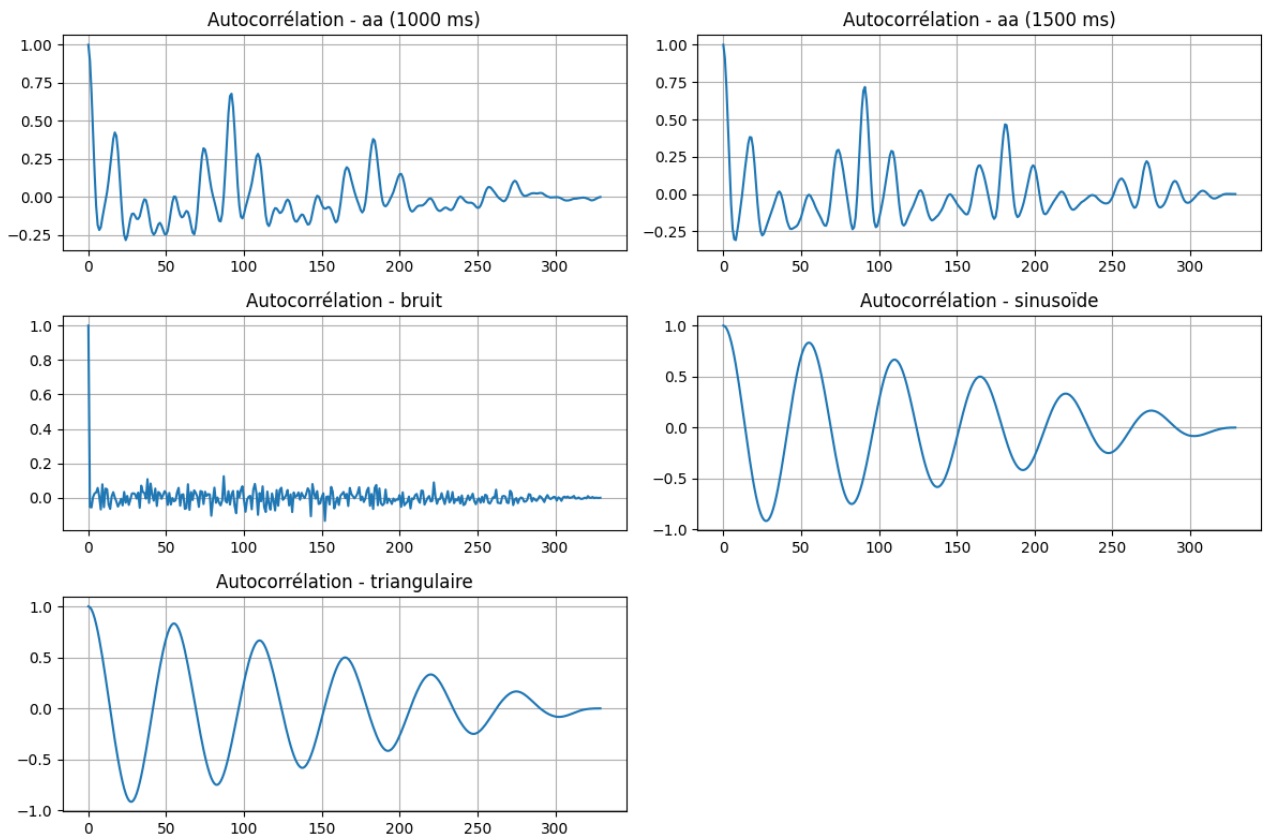 Autocorrélation - aa (1000 ms)
1.00
0.75
0.50
0.25
0.00
−0.25
0 50 100 150 200 250 300
Autocorrélation - aa (1500 ms)
1.00
0.75
0.50
0.25
0.00
−0.25
0 50 100 150 200 250 300
Autocorrélation - bruit
1.0
0.8
0.6
0.4
0.2
0.0
0 50 100 150 200 250 300
Autocorrélation - sinusoïde
1.0
0.5
0.0
−0.5
−1.0
0 50 100 150 200 250 300
Autocorrélation - triangulaire
1.0
0.5
0.0
−0.5
−1.0
0 50 100 150 200 250 300